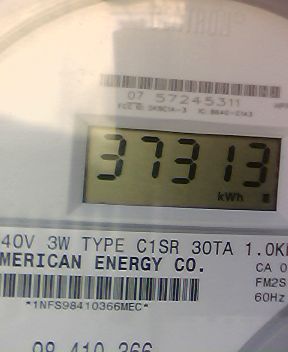 07 57245311
37313
kWh
40V 3W TYPE C1SR 30TA 1.0K
MERICAN ENERGY CO.
CA 0
FM2S
*1NFS98410366MEC*
60Hz
98 410 366